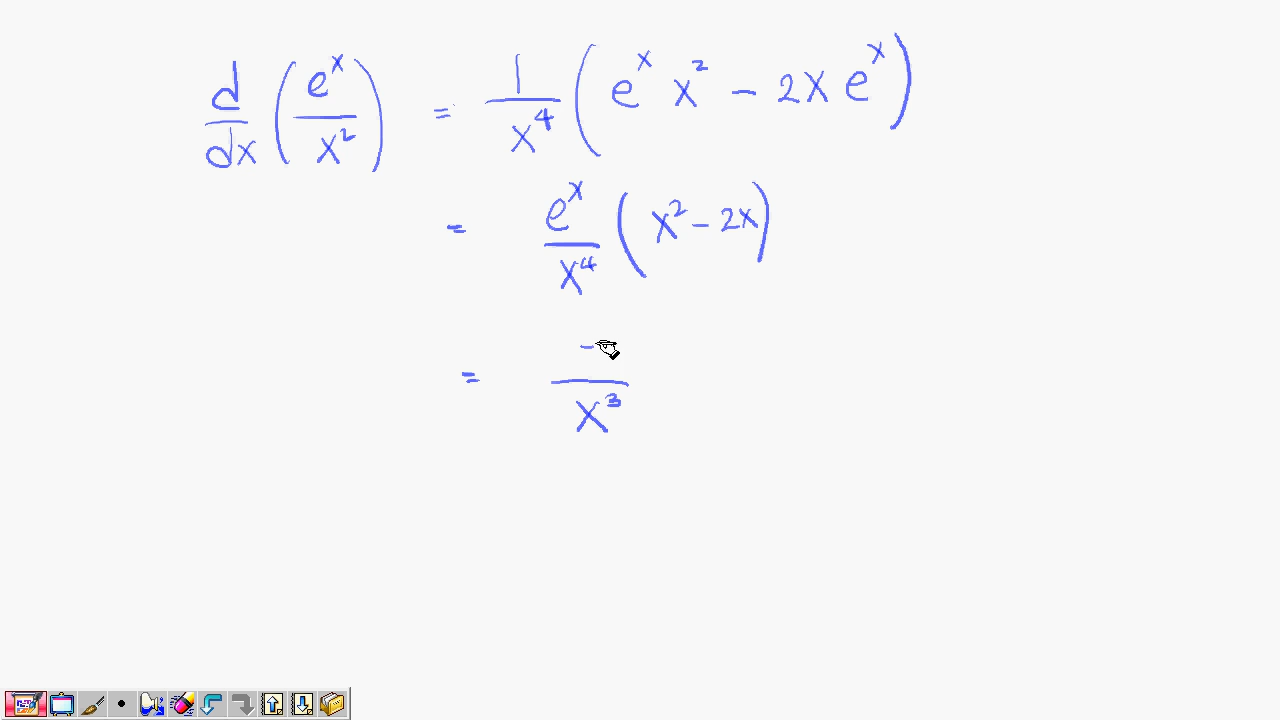 d/dx (e^x / x^2) = 1/x^4 (e^x x^2 - 2x e^x)
= e^x / x^4 (x^2 - 2x)
= - / x^3